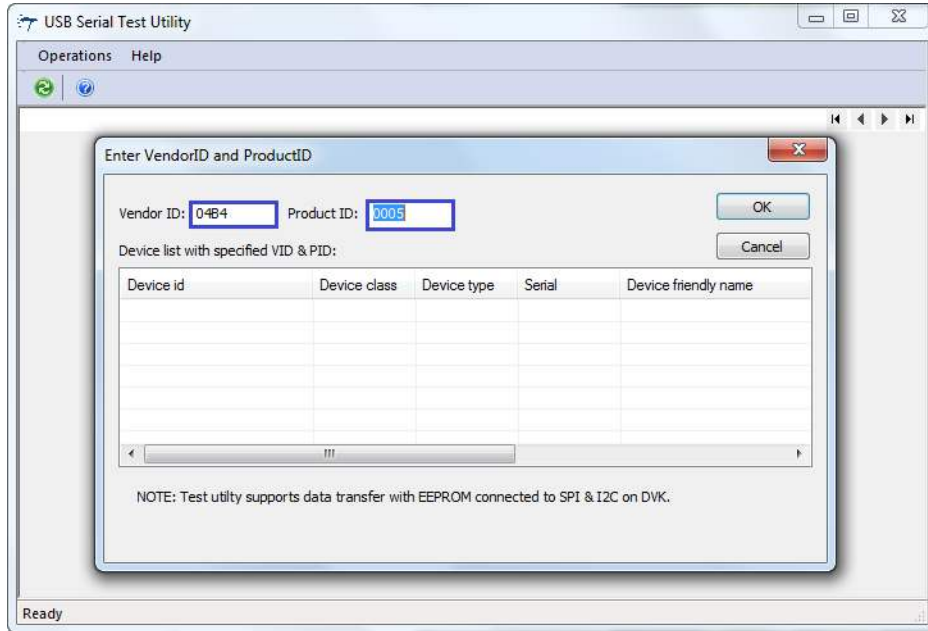 USB Serial Test Utility
Operations Help
Enter VendorID and ProductID
Vendor ID: 04B4 Product ID: 0005 OK
Device list with specified VID & PID: Cancel
Device id Device class Device type Serial Device friendly name
NOTE: Test utilty supports data transfer with EEPROM connected to SPI & I2C on DVK.
Ready